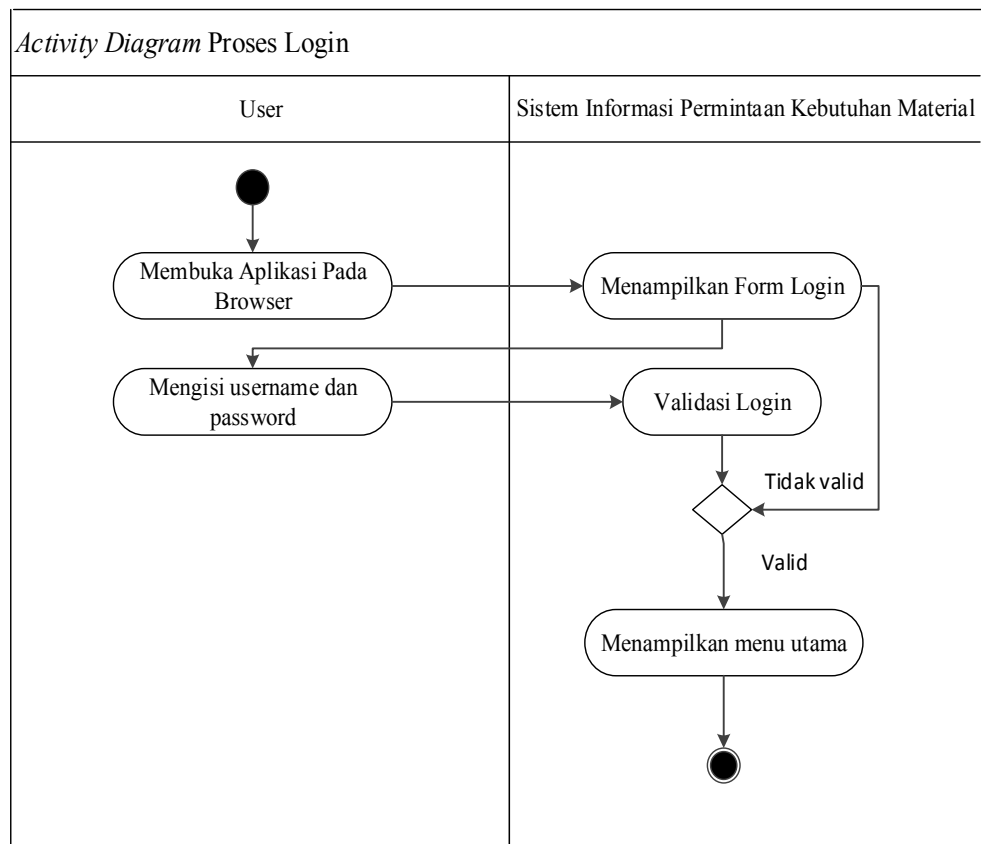 Activity Diagram Proses Login
User
Sistem Informasi Permintaan Kebutuhan Material
Membuka Aplikasi Pada
Browser
Menampilkan Form Login
Mengisi username dan
password
Validasi Login
Tidak valid
Valid
Menampilkan menu utama